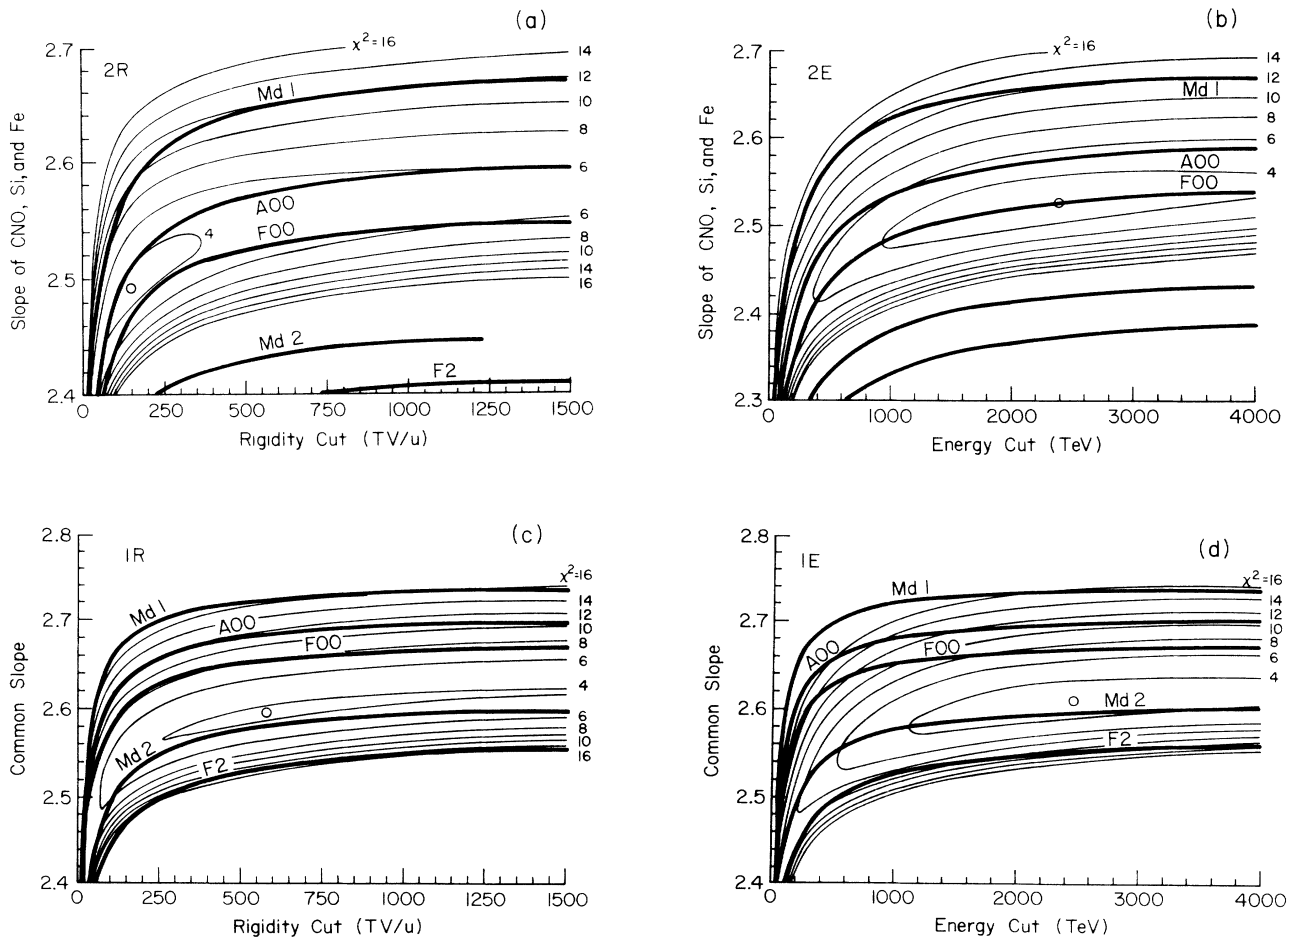 (a)
χ²=16
2.7
14
2R
12
Md 1
10
8
2.6
6
A00
F00
6
4
8
10
2.5
14
16
Md 2
F2
2.4
0 250 500 750 1000 1250 1500
Rigidity Cut (TV/u)
Slope of CNO, Si, and Fe
(b)
χ²=16
2.7
14
2E
12
Md 1
10
8
2.6
6
A00
4
F00
2.5
2.4
2.3
0 1000 2000 3000 4000
Energy Cut (TeV)
Slope of CNO, Si, and Fe
(c)
2.8
1R
χ²=16
Md 1
14
2.7
A00
12
10
F00
8
6
4
2.6
6
Md 2
8
10
F2
16
2.5
2.4
0 250 500 750 1000 1250 1500
Rigidity Cut (TV/u)
Common Slope
(d)
2.8
1E
χ²=16
Md 1
14
2.7
12
A00
10
F00
8
6
4
Md 2
2.6
F2
2.5
2.4
0 1000 2000 3000 4000
Energy Cut (TeV)
Common Slope